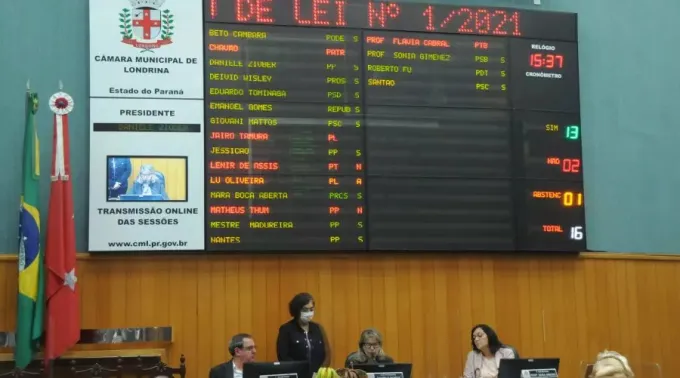 DE LEI Nº 1/2021
LONDRINA
CÂMARA MUNICIPAL DE
LONDRINA
Estado do Paraná
PRESIDENTE
DANIELE ZIOBER
TRANSMISSÃO ONLINE
DAS SESSÕES
www.cml.pr.gov.br
BETO CAMBARA PODE S
CHAVÃO PATR
DANIELE ZIOBER PP S
DEIVID WISLEY PROS S
EDUARDO TOMINAGA PSD S
EMANOEL GOMES REPUB S
GIOVANI MATTOS PSC S
JAIRO TAMURA PL
JESSICÃO PP S
LENIR DE ASSIS PT N
LU OLIVEIRA PL A
MARA BOCA ABERTA PROS S
MATHEUS THUM PP N
MESTRE MADUREIRA PP S
NANTES PP S
PROF FLAVIA CABRAL PTB S
PROF SONIA GIMENEZ PSB S
ROBERTO FU PDT S
SANTAO PSC S
RELÓGIO
15:37
CRONÔMETRO
SIM 13
NÃO 02
ABSTENÇ 01
TOTAL 16